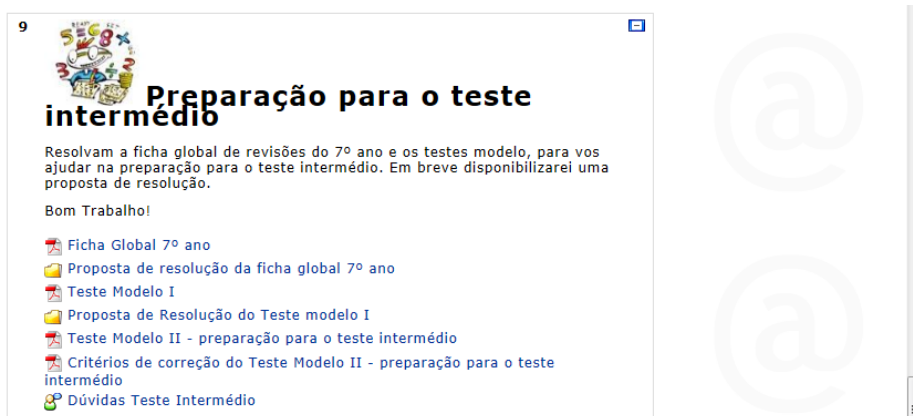 9
Preparação para o teste
intermédio
Resolvam a ficha global de revisões do 7º ano e os testes modelo, para vos
ajudar na preparação para o teste intermédio. Em breve disponibilizarei uma
proposta de resolução.
Bom Trabalho!
Ficha Global 7º ano
Proposta de resolução da ficha global 7º ano
Teste Modelo I
Proposta de Resolução do Teste modelo I
Teste Modelo II - preparação para o teste intermédio
Critérios de correção do Teste Modelo II - preparação para o teste
intermédio
Dúvidas Teste Intermédio
@
@